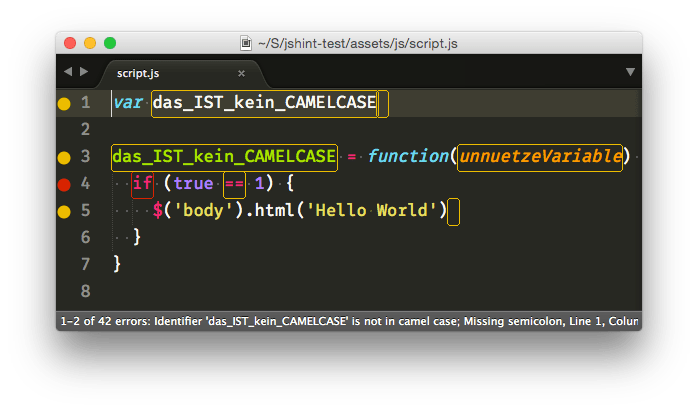 ~/S/jshint-test/assets/js/script.js
script.js
1 var das_IST_kein_CAMELCASE
2
3 das_IST_kein_CAMELCASE = function(unnuetzeVariable)
4 if (true == 1) {
5 $('body').html('Hello World')
6 }
7 }
8
1-2 of 42 errors: Identifier 'das_IST_kein_CAMELCASE' is not in camel case; Missing semicolon, Line 1, Colum